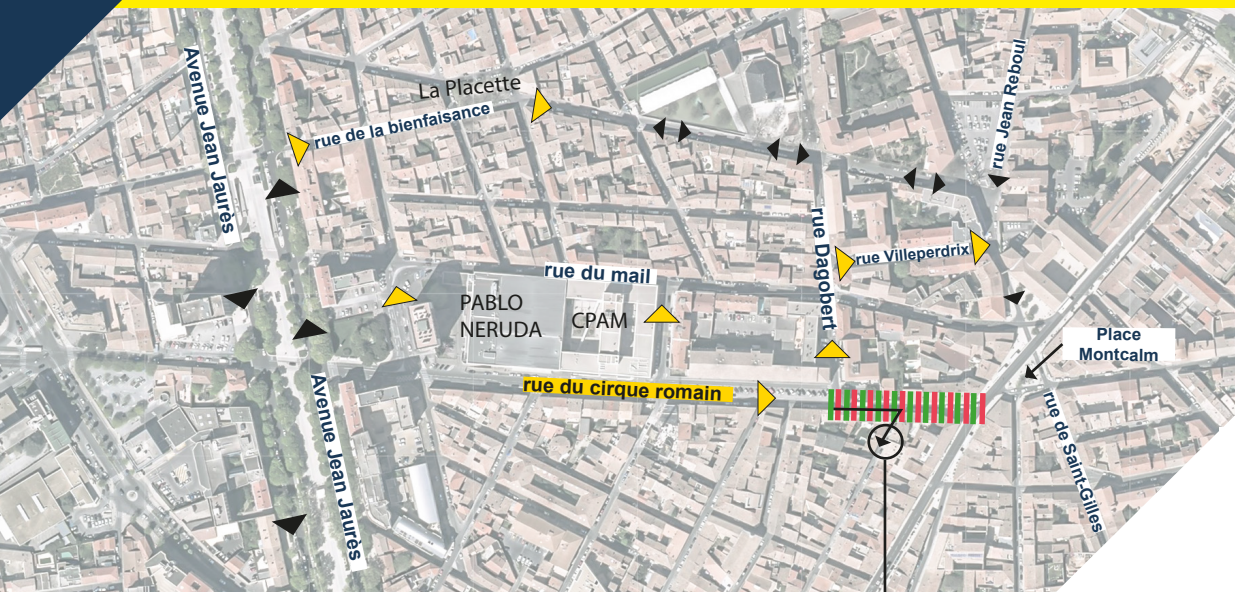 Avenue Jean Jaurès
La Placette
rue de la bienfaisance
rue Jean Reboul
rue Dagobert
rue Villeperdrix
rue du mail
PABLO
NERUDA
CPAM
Place
Montcalm
rue du cirque romain
Avenue Jean Jaurès
rue de Saint-Gilles